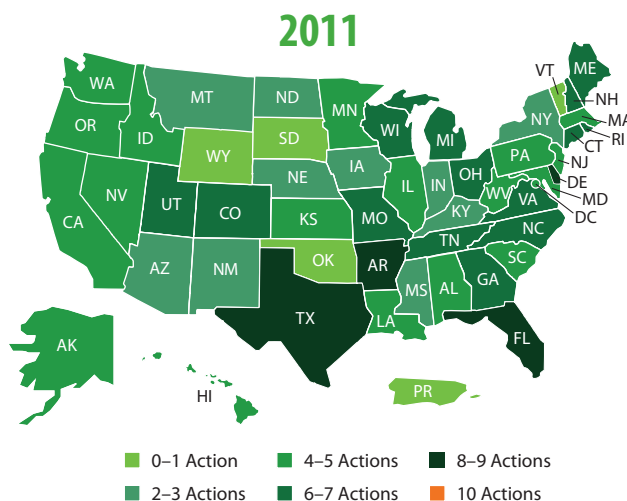 2011
WA
OR
ID
MT
ND
MN
WY
SD
NE
IA
WI
MI
VT
ME
NH
MA
RI
CT
NY
PA
NJ
DE
MD
DC
CA
NV
UT
CO
KS
MO
IL
IN
OH
WV
VA
KY
NC
TN
SC
AZ
NM
OK
AR
MS
AL
GA
TX
LA
FL
AK
HI
PR
0–1 Action
4–5 Actions
8–9 Actions
2–3 Actions
6–7 Actions
10 Actions